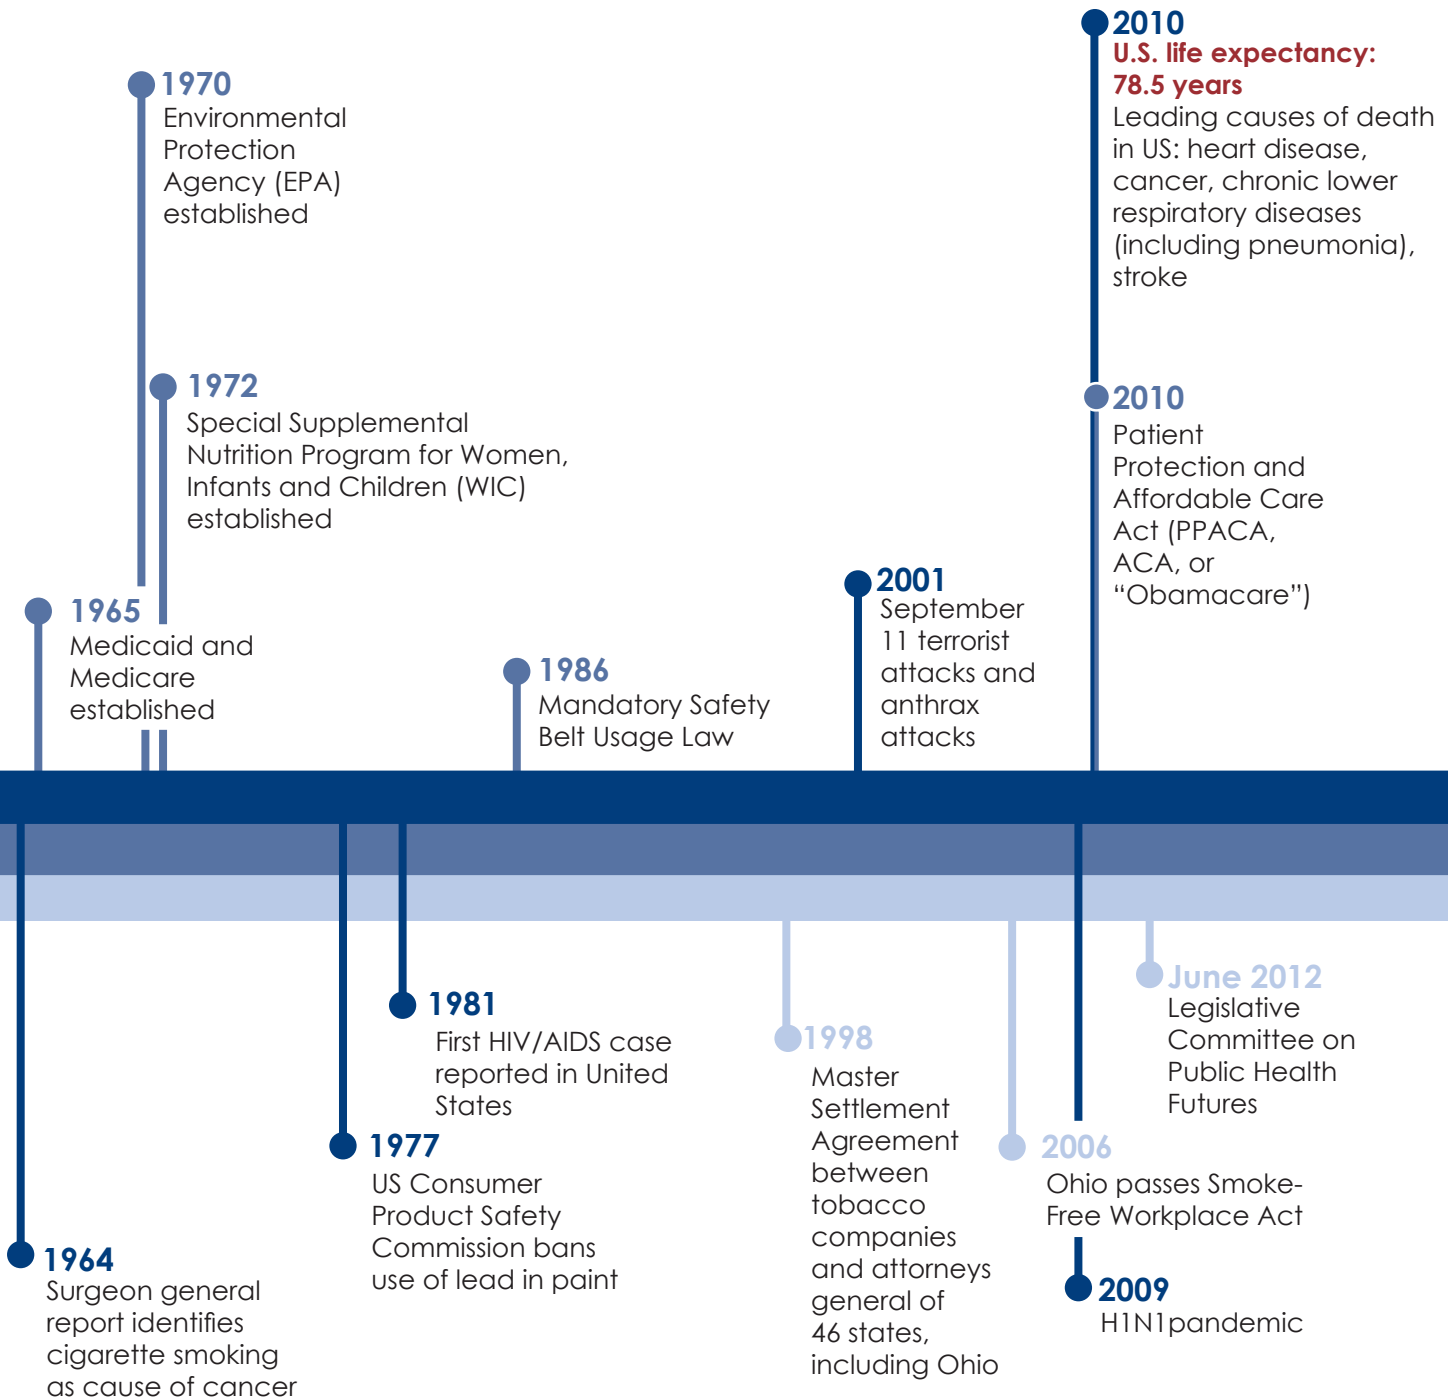 1970
Environmental
Protection
Agency (EPA)
established
1972
Special Supplemental
Nutrition Program for Women,
Infants and Children (WIC)
established
1965
Medicaid and
Medicare
established
1986
Mandatory Safety
Belt Usage Law
2001
September
11 terrorist
attacks and
anthrax
attacks
2010
U.S. life expectancy:
78.5 years
Leading causes of death
in US: heart disease,
cancer, chronic lower
respiratory diseases
(including pneumonia),
stroke
2010
Patient
Protection and
Affordable Care
Act (PPACA,
ACA, or
“Obamacare”)
1964
Surgeon general
report identifies
cigarette smoking
as cause of cancer
1977
US Consumer
Product Safety
Commission bans
use of lead in paint
1981
First HIV/AIDS case
reported in United
States
1998
Master
Settlement
Agreement
between
tobacco
companies
and attorneys
general of
46 states,
including Ohio
2006
Ohio passes Smoke-
Free Workplace Act
2009
H1N1pandemic
June 2012
Legislative
Committee on
Public Health
Futures